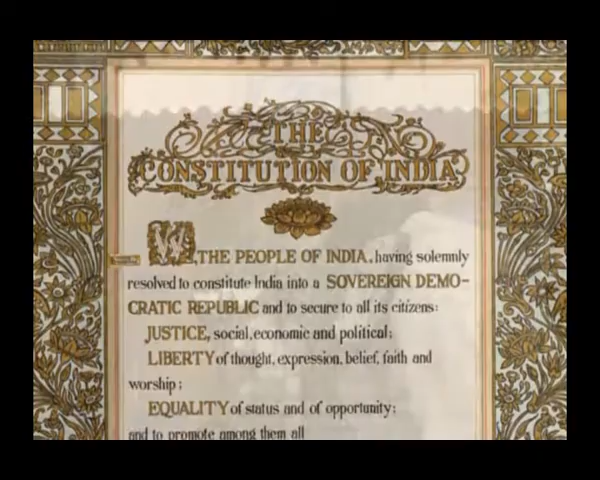 THE
CONSTITUTION OF INDIA
WE, THE PEOPLE OF INDIA, having solemnly
resolved to constitute India into a SOVEREIGN DEMO-
CRATIC REPUBLIC and to secure to all its citizens:
JUSTICE, social, economic and political;
LIBERTY of thought, expression, belief, faith and
worship;
EQUALITY of status and of opportunity;
and to promote among them all